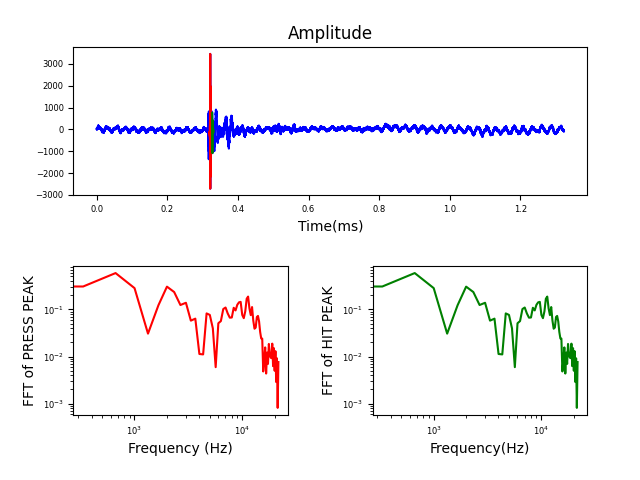 Amplitude
3000
2000
1000
0
−1000
−2000
−3000
0.0 0.2 0.4 0.6 0.8 1.0 1.2
Time(ms)
FFT of PRESS PEAK
10⁻¹
10⁻²
10⁻³
10³ 10⁴
Frequency (Hz)
FFT of HIT PEAK
10⁻¹
10⁻²
10⁻³
10³ 10⁴
Frequency(Hz)